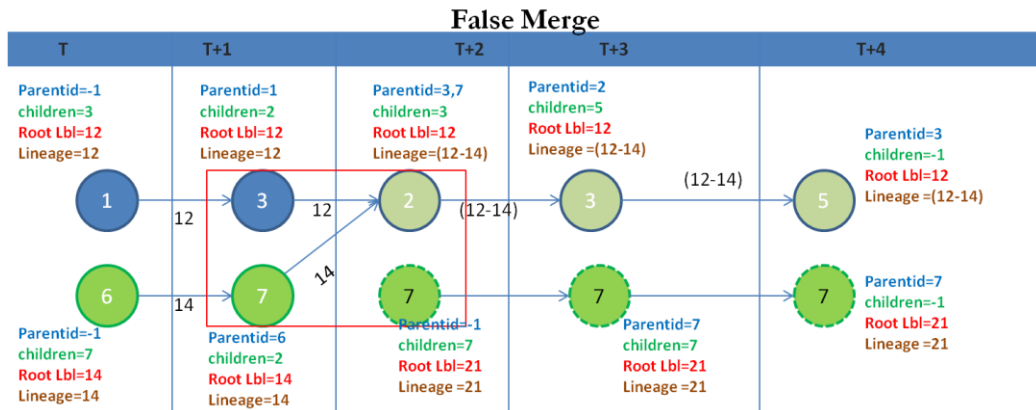 False Merge
T
T+1
T+2
T+3
T+4
Parentid=-1
children=3
Root Lbl=12
Lineage=12
Parentid=1
children=2
Root Lbl=12
Lineage=12
Parentid=3,7
children=3
Root Lbl=12
Lineage=(12-14)
Parentid=2
children=5
Root Lbl=12
Lineage =(12-14)
Parentid=3
children=-1
Root Lbl=12
Lineage =(12-14)
1
12
3
12
2
(12-14)
3
(12-14)
5
6
14
7
14
7
7
7
Parentid=-1
children=7
Root Lbl=14
Lineage=14
Parentid=6
children=2
Root Lbl=14
Lineage=14
Parentid=-1
children=7
Root Lbl=21
Lineage=21
Parentid=7
children=7
Root Lbl=21
Lineage=21
Parentid=7
children=-1
Root Lbl=21
Lineage=21